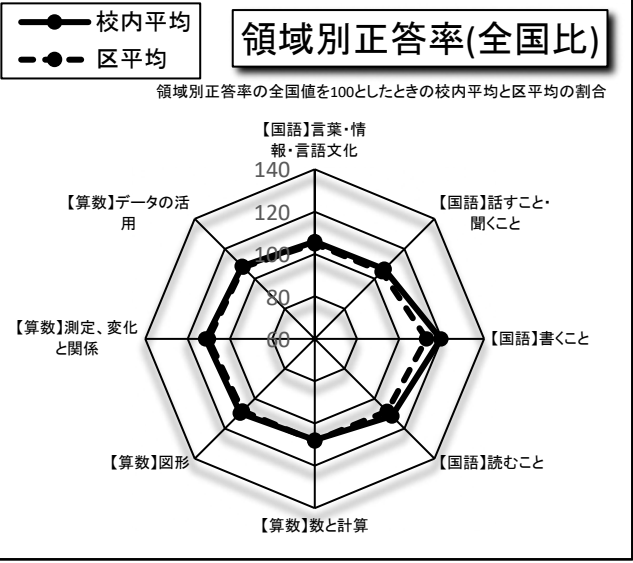 校内平均
区平均
領域別正答率(全国比)
領域別正答率の全国値を100としたときの校内平均と区平均の割合
【国語】言葉・情
報・言語文化
【国語】話すこと・
聞くこと
【国語】書くこと
【国語】読むこと
【算数】数と計算
【算数】図形
【算数】測定、変化
と関係
【算数】データの活
用
140
120
100
80
60